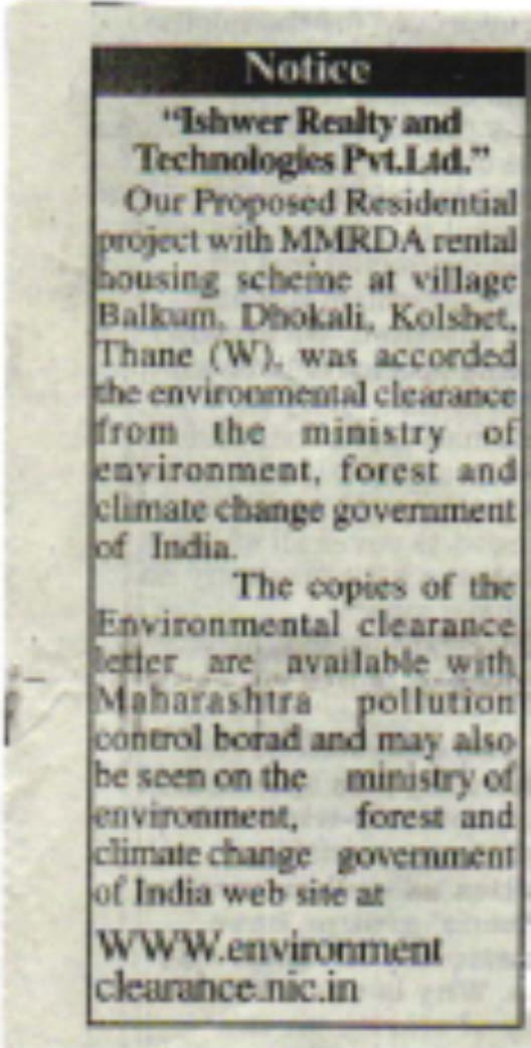 Notice
"Ishwer Realty and
Technologies Pvt.Ltd."
Our Proposed Residential
project with MMRDA rental
housing scheme at village
Balkum, Dhokali, Kolshet,
Thane (W), was accorded
the environmental clearance
from the ministry of
environment, forest and
climate change government
of India.
The copies of the
Environmental clearance
letter are available with
Maharashtra pollution
control borad and may also
be seen on the ministry of
environment, forest and
climate change government
of India web site at
WWW.environment
clearance.nic.in